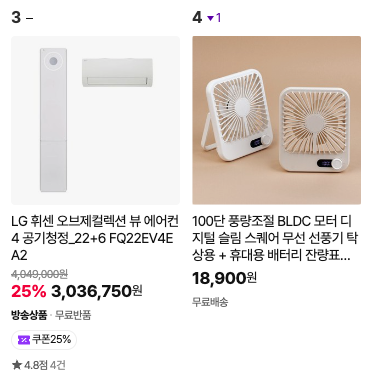 3 –
4 ▼1
LG 휘센 오브제컬렉션 뷰 에어컨
4 공기청정_22+6 FQ22EV4E
A2
4,049,000원
25% 3,036,750원
방송상품 · 무료반품
쿠폰25%
★4.8점 4건
100단 풍량조절 BLDC 모터 디
지털 슬림 스퀘어 무선 선풍기 탁
상용 + 휴대용 배터리 잔량표...
18,900원
무료배송